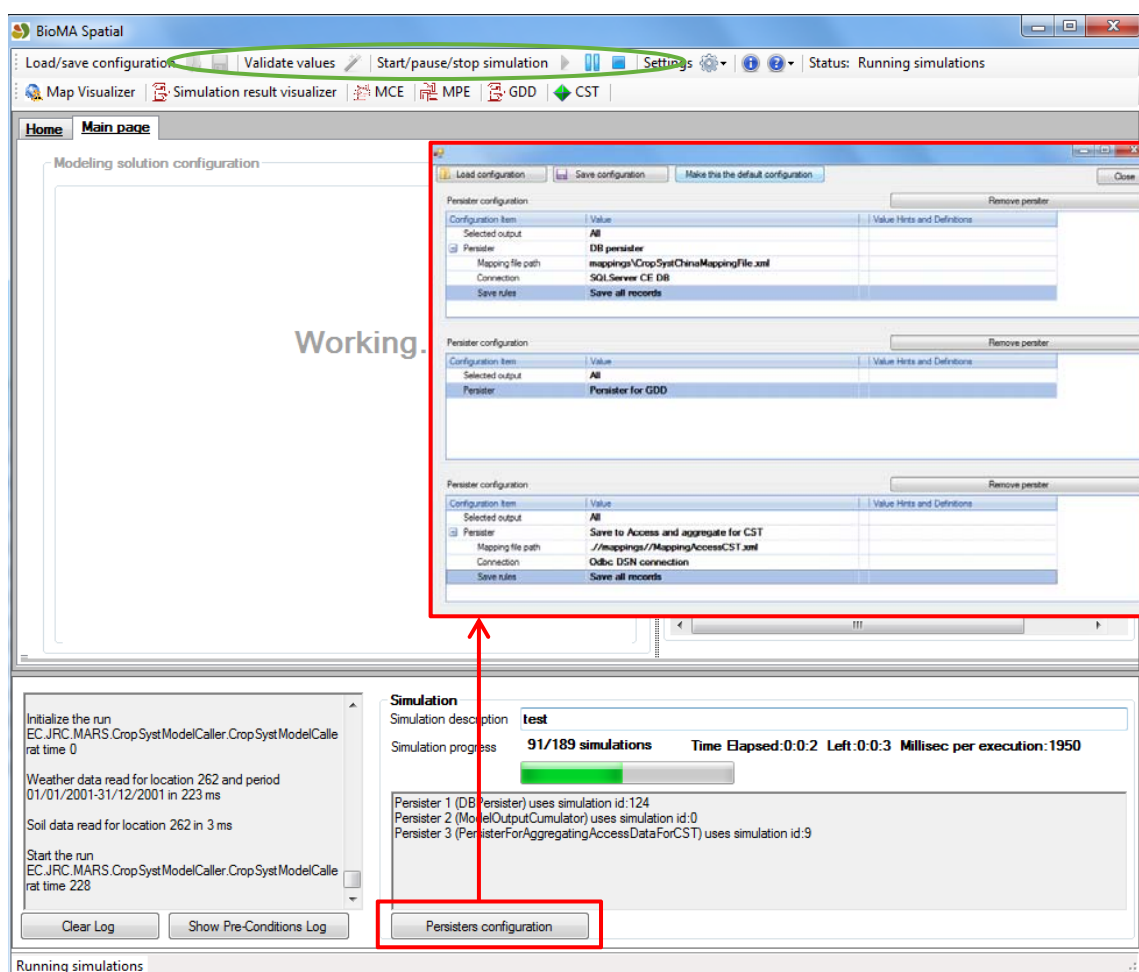 BioMA Spatial
Load/save configuration Validate values Start/pause/stop simulation Settings Status: Running simulations
Map Visualizer Simulation result visualizer MCE MPE GDD CST
Home Main page
Modeling solution configuration
Working.
Load configuration Save configuration Make this the default configuration Close
Persister configuration Remove persiter
Configuration Item Value Value Hints and Definitions
Selected output All
Persister DB persister
Mapping file path mappings\CropSystChinaMappingFile.xml
Connection SQLServer CE DB
Save rules Save all records
Persister configuration Remove persiter
Configuration Item Value Value Hints and Definitions
Selected output All
Persister Persister for GDD
Persister configuration Remove persiter
Configuration Item Value Value Hints and Definitions
Selected output All
Persister Save to Access and aggregate for CST
Mapping file path .//mappings//MappingAccessCST.xml
Connection Odbc DSN connection
Save rules Save all records
Initialize the run
EC.JRC.MARS.CropSystModelCaller.CropSystModelCalle
rat time 0
Weather data read for location 262 and period
01/01/2001-31/12/2001 in 223 ms
Soil data read for location 262 in 3 ms
Start the run
EC.JRC.MARS.CropSystModelCaller.CropSystModelCalle
rat time 228
Clear Log Show Pre-Conditions Log
Simulation
Simulation description test
Simulation progress 91/189 simulations Time Elapsed:0:0:2 Left:0:0:3 Millisec per execution:1950
Persister 1 (DBPersister) uses simulation id:124
Persister 2 (ModelOutputCumulator) uses simulation id:0
Persister 3 (PersisterForAggregatingAccessDataForCST) uses simulation id:9
Persisters configuration
Running simulations